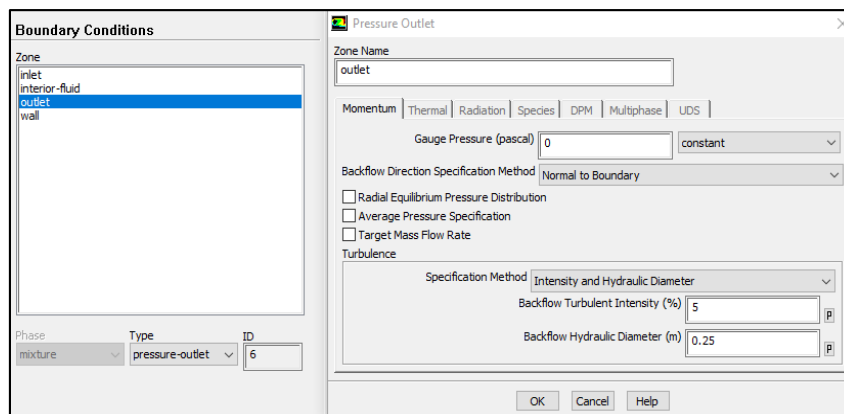 Boundary Conditions
Zone
inlet
interior-fluid
outlet
wall
Phase
mixture
Type
pressure-outlet
ID
6
Pressure Outlet
Zone Name
outlet
Momentum Thermal Radiation Species DPM Multiphase UDS
Gauge Pressure (pascal) 0 constant
Backflow Direction Specification Method Normal to Boundary
Radial Equilibrium Pressure Distribution
Average Pressure Specification
Target Mass Flow Rate
Turbulence
Specification Method Intensity and Hydraulic Diameter
Backflow Turbulent Intensity (%) 5 P
Backflow Hydraulic Diameter (m) 0.25 P
OK Cancel Help